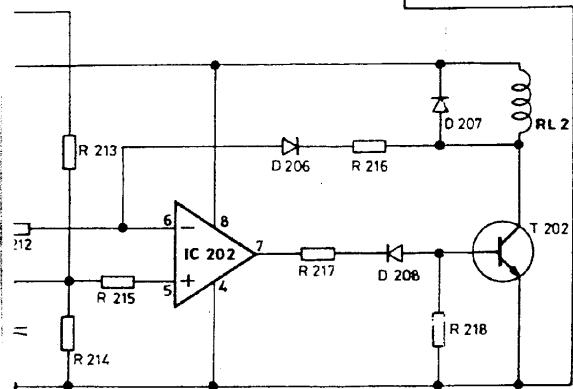 D 207
RL 2
R 213
D 206
R 216
6
8
T 202
212
−
IC 202
7
5
+
4
R 215
R 217
D 208
R 214
R 218